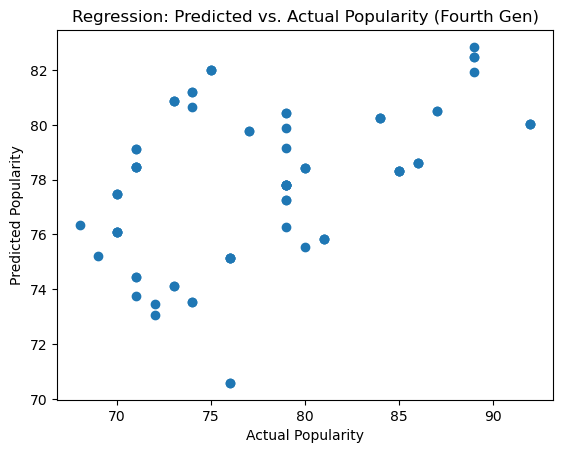 Regression: Predicted vs. Actual Popularity (Fourth Gen)
Predicted Popularity
82
80
78
76
74
72
70
70 75 80 85 90
Actual Popularity